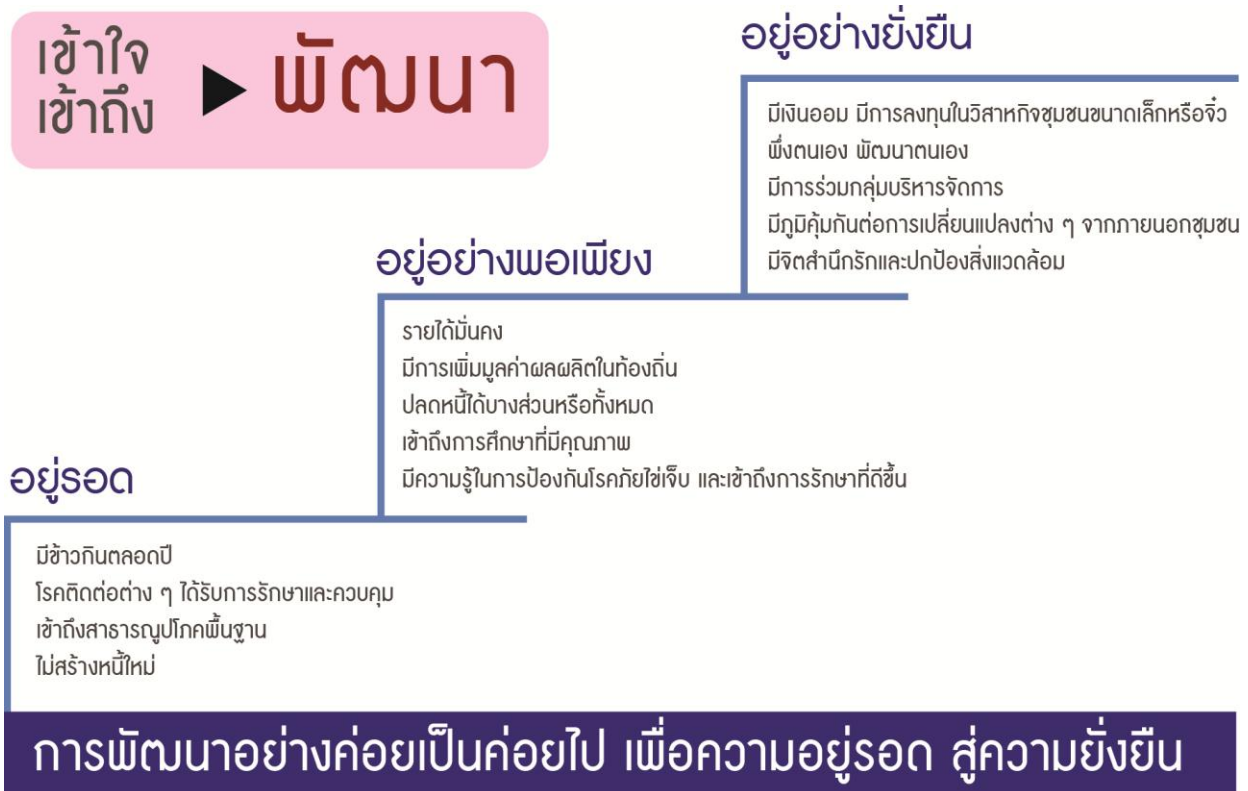 เข้าใจ
เข้าถึง
พัฒนา
อยู่อย่างยั่งยืน
มีเงินออม มีการลงทุนในวิสาหกิจชุมชนขนาดเล็กหรือจิ๋ว
พึ่งตนเอง พัฒนาตนเอง
มีการร่วมกลุ่มบริหารจัดการ
มีภูมิคุ้มกันต่อการเปลี่ยนแปลงต่าง ๆ จากภายนอกชุมชน
มีจิตสำนึกรักและปกป้องสิ่งแวดล้อม
อยู่อย่างพอเพียง
รายได้มั่นคง
มีการเพิ่มมูลค่าผลผลิตในท้องถิ่น
ปลดหนี้ได้บางส่วนหรือทั้งหมด
เข้าถึงการศึกษาที่มีคุณภาพ
มีความรู้ในการป้องกันโรคภัยไข่เจ็บ และเข้าถึงการรักษาที่ดีขึ้น
อยู่รอด
มีข้าวกินตลอดปี
โรคติดต่อต่าง ๆ ได้รับการรักษาและควบคุม
เข้าถึงสาธารณูปโภคพื้นฐาน
ไม่สร้างหนี้ใหม่
การพัฒนาอย่างค่อยเป็นค่อยไป เพื่อความอยู่รอด สู่ความยั่งยืน